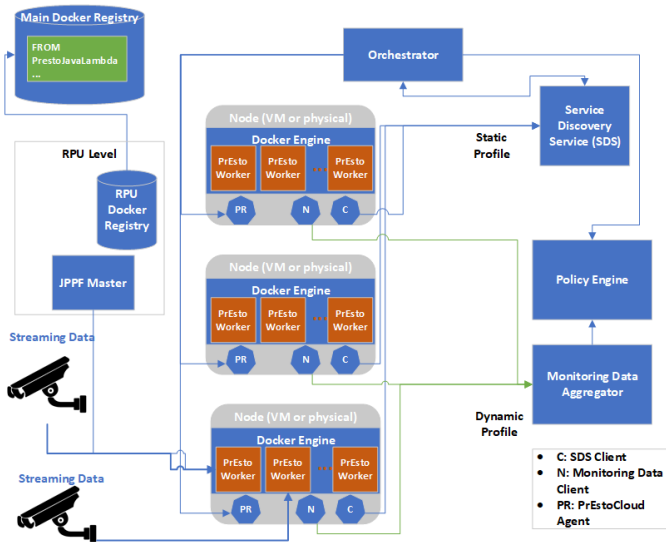 Main Docker Registry
FROM
PrestoJavaLambda
...
Orchestrator
Service
Discovery
Service (SDS)
Static
Profile
RPU Level
RPU
Docker
Registry
JPPF Master
Node (VM or physical)
Docker Engine
PrEsto
Worker
PrEsto
Worker
PrEsto
Worker
PR
N
C
Node (VM or physical)
Docker Engine
PrEsto
Worker
PrEsto
Worker
PrEsto
Worker
PR
N
C
Policy Engine
Streaming Data
Monitoring Data
Aggregator
Dynamic
Profile
Node (VM or physical)
Docker Engine
PrEsto
Worker
PrEsto
Worker
PrEsto
Worker
PR
N
C
Streaming Data
• C: SDS Client
• N: Monitoring Data
Client
• PR: PrEstoCloud
Agent